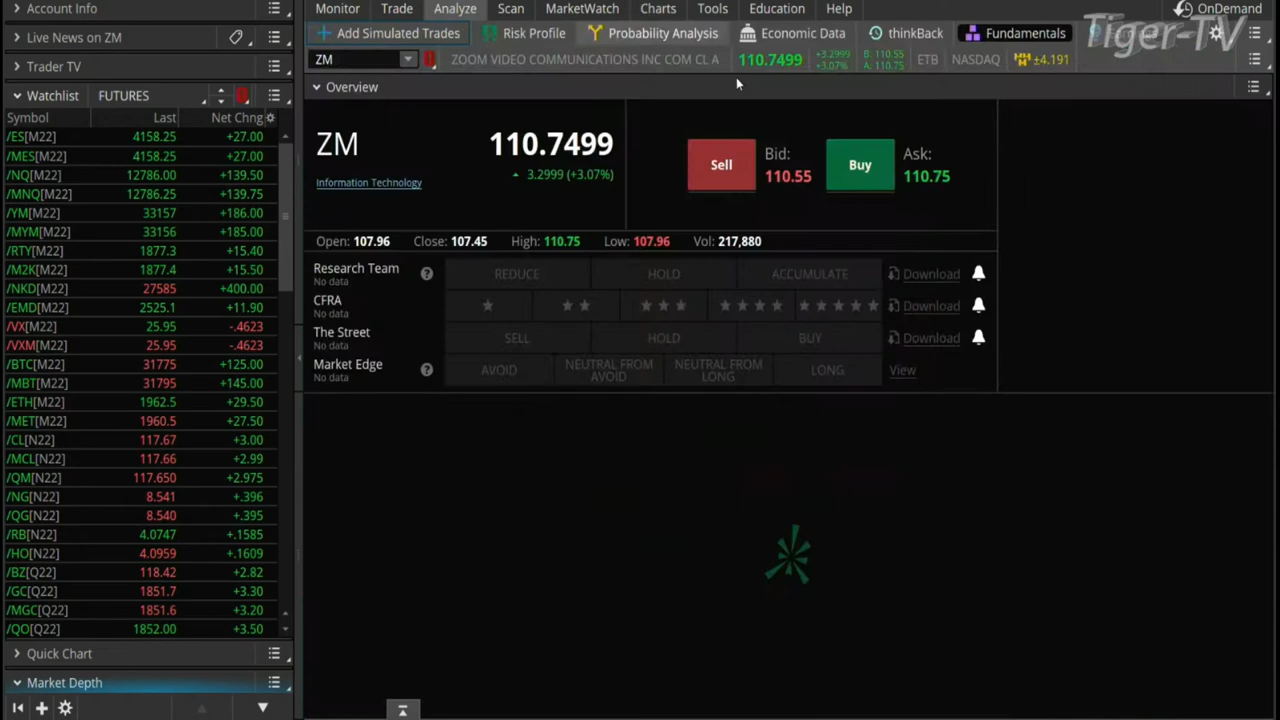 Account Info
Monitor Trade Analyze Scan MarketWatch Charts Tools Education Help OnDemand
Live News on ZM
Add Simulated Trades Risk Profile Probability Analysis Economic Data thinkBack Fundamentals
Tiger-TV
ZM ZOOM VIDEO COMMUNICATIONS INC COM CL A 110.7499 +3.2999 +3.07% B: 110.55 A: 110.75 ETB NASDAQ ±4.191
Trader TV
Watchlist FUTURES
Overview
Symbol Last Net Chng
/ES[M22] 4158.25 +27.00
/MES[M22] 4158.25 +27.00
/NQ[M22] 12786.00 +139.50
/MNQ[M22] 12786.25 +139.75
/YM[M22] 33157 +186.00
/MYM[M22] 33156 +185.00
/RTY[M22] 1877.3 +15.40
/M2K[M22] 1877.4 +15.50
/NKD[M22] 27585 +400.00
/EMD[M22] 2525.1 +11.90
/VX[M22] 25.95 -.4623
/VXM[M22] 25.95 -.4623
/BTC[M22] 31775 +125.00
/MBT[M22] 31795 +145.00
/ETH[M22] 1962.5 +29.50
/MET[M22] 1960.5 +27.50
/CL[N22] 117.67 +3.00
/MCL[N22] 117.66 +2.99
/QM[N22] 117.650 +2.975
/NG[N22] 8.541 +.396
/QG[N22] 8.540 +.395
/RB[N22] 4.0747 +.1585
/HO[N22] 4.0959 +.1609
/BZ[Q22] 118.42 +2.82
/GC[Q22] 1851.7 +3.30
/MGC[Q22] 1851.6 +3.20
/QO[Q22] 1852.00 +3.50
Quick Chart
Market Depth
ZM 110.7499
Information Technology 3.2999 (+3.07%)
Sell Bid: 110.55 Buy Ask: 110.75
Open: 107.96 Close: 107.45 High: 110.75 Low: 107.96 Vol: 217,880
Research Team No data REDUCE HOLD ACCUMULATE Download
CFRA No data Download
The Street No data SELL HOLD BUY Download
Market Edge No data AVOID NEUTRAL FROM AVOID NEUTRAL FROM LONG LONG View